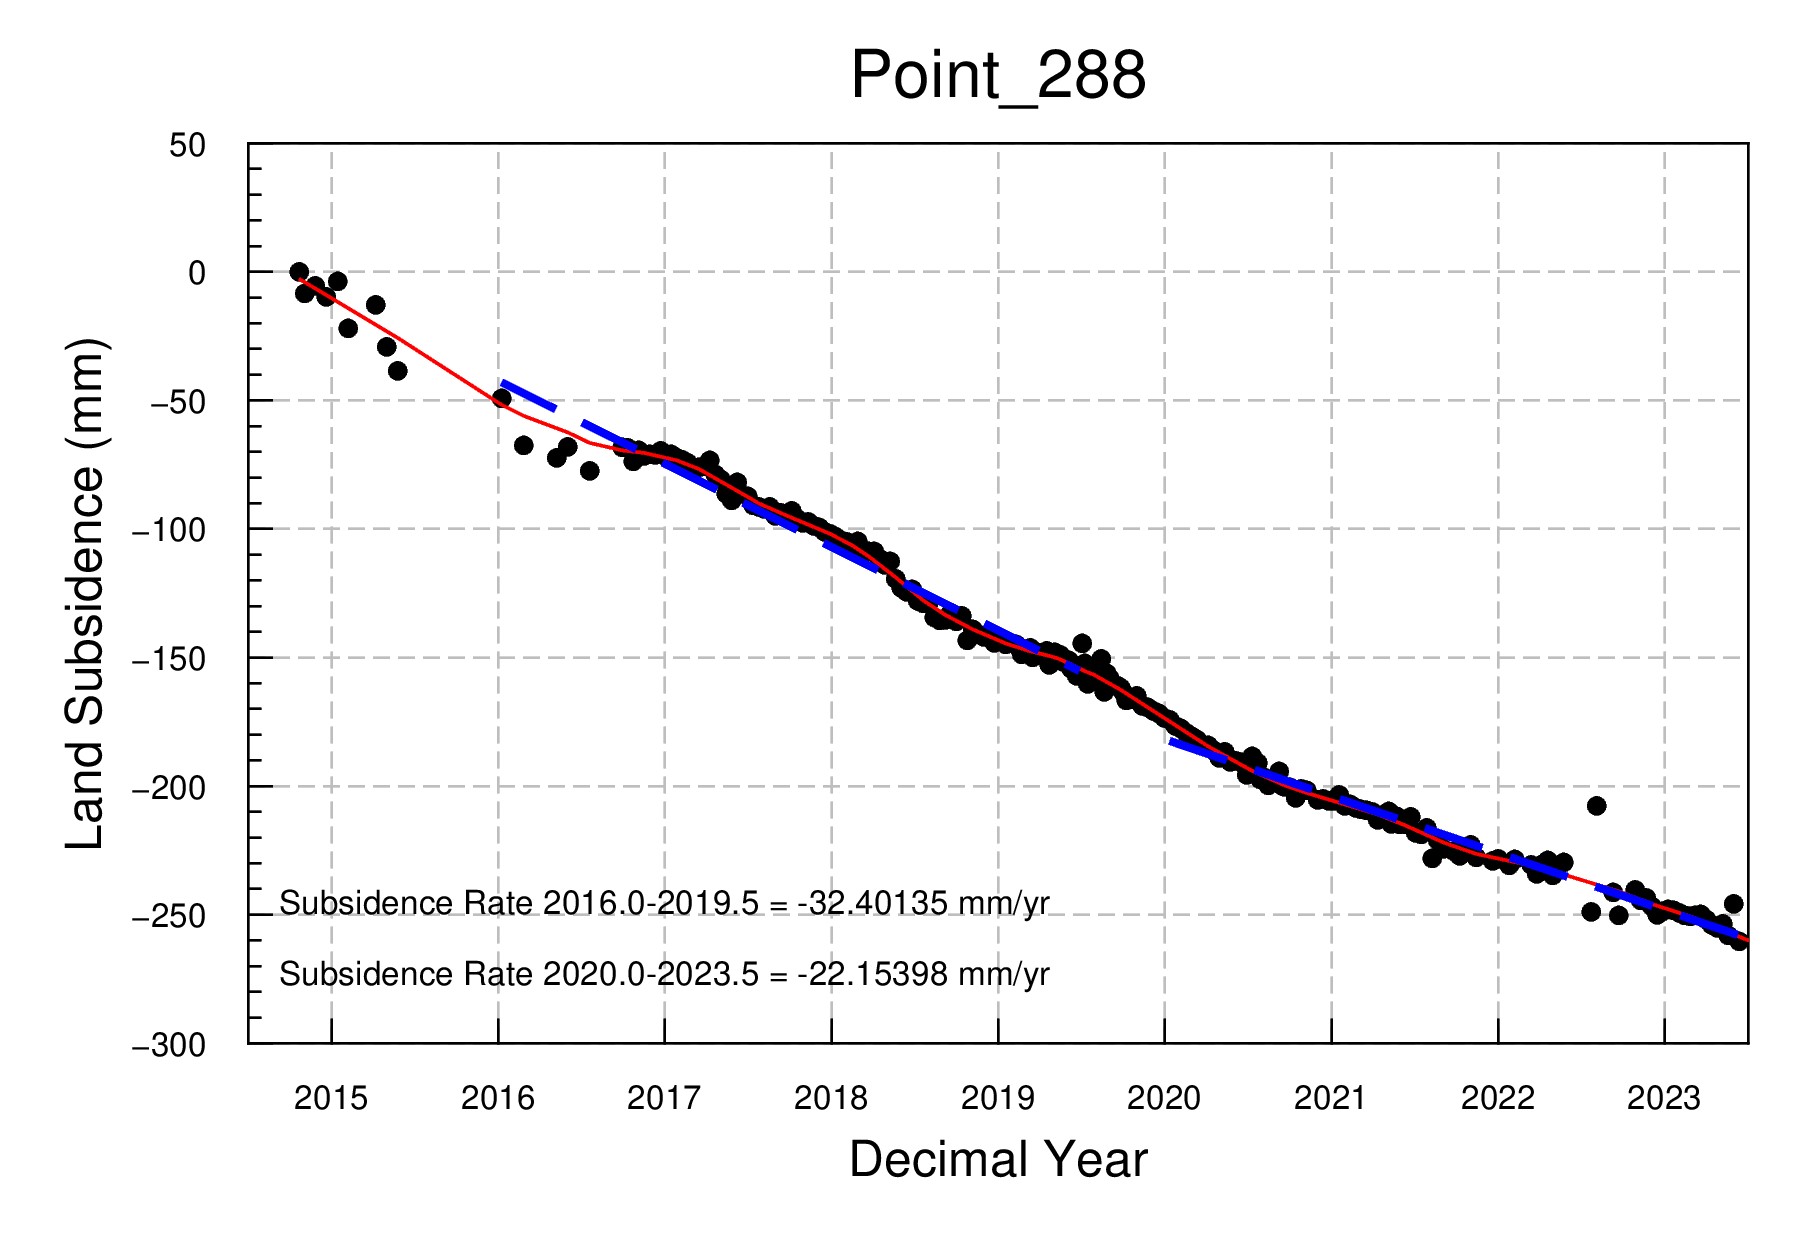 Point_288
50
0
−50
−100
−150
−200
−250
−300
Land Subsidence (mm)
Subsidence Rate 2016.0-2019.5 = -32.40135 mm/yr
Subsidence Rate 2020.0-2023.5 = -22.15398 mm/yr
2015 2016 2017 2018 2019 2020 2021 2022 2023
Decimal Year